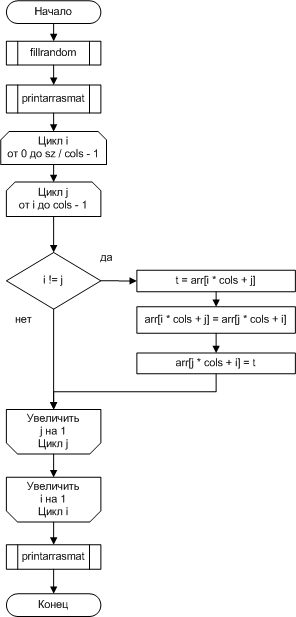 Начало
fillrandom
printarrasmat
Цикл i
от 0 до sz / cols - 1
Цикл j
от i до cols - 1
i != j
да
нет
t = arr[i * cols + j]
arr[i * cols + j] = arr[j * cols + i]
arr[j * cols + i] = t
Увеличить
j на 1
Цикл j
Увеличить
i на 1
Цикл i
printarrasmat
Конец